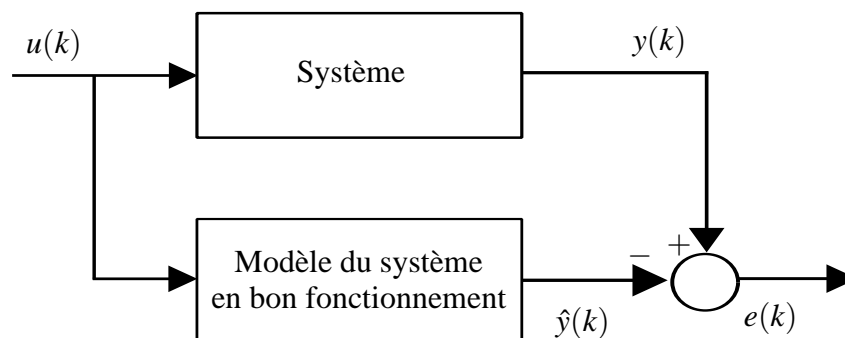 u(k)
Système
y(k)
Modèle du système
en bon fonctionnement
− +
ŷ(k)
e(k)